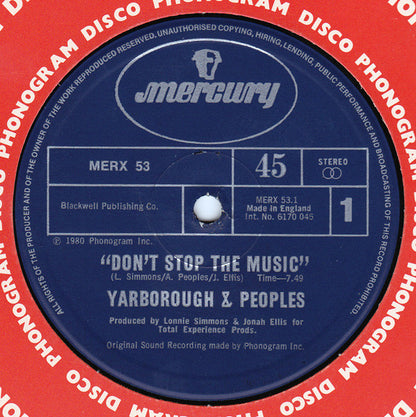 DISCO PHONOGRAM DISCO PHONOGRAM DISCO PHONOGRAM DISCO PHONOGRAM
ALL RIGHTS OF THE PRODUCER AND OF THE OWNER OF THE WORK REPRODUCED RESERVED. UNAUTHORISED COPYING, HIRING, LENDING, PUBLIC PERFORMANCE AND BROADCASTING OF THIS RECORD PROHIBITED.
mercury
MERX 53
45
STEREO
Blackwell Publishing Co.
MERX 53.1
Made in England
Int. No. 6170 045
1
℗ 1980 Phonogram Inc.
"DON'T STOP THE MUSIC"
(L. Simmons/A. Peoples/J. Ellis) Time—7.49
YARBOROUGH & PEOPLES
Produced by Lonnie Simmons & Jonah Ellis for
Total Experience Prods.
Original Sound Recording made by Phonogram Inc.